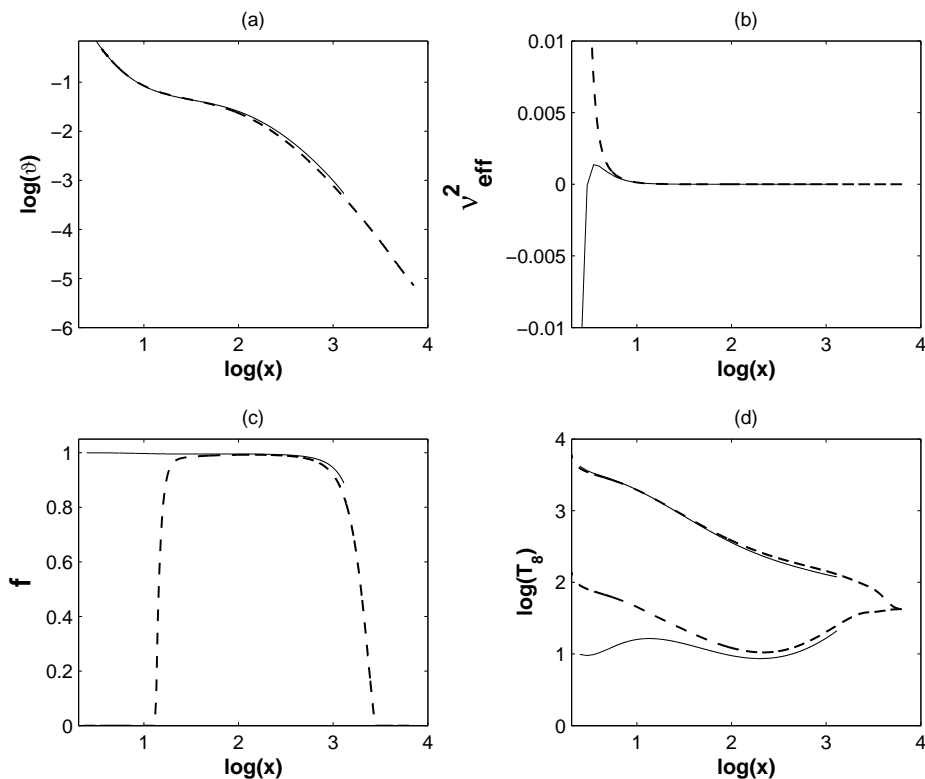 (a)
−1
−2
−3
−4
−5
−6
log(ϑ)
1 2 3 4
log(x)
(b)
0.01
0.005
0
−0.005
−0.01
ν²eff
1 2 3 4
log(x)
(c)
1
0.8
0.6
0.4
0.2
0
f
1 2 3 4
log(x)
(d)
4
3
2
1
0
log(T₈)
1 2 3 4
log(x)